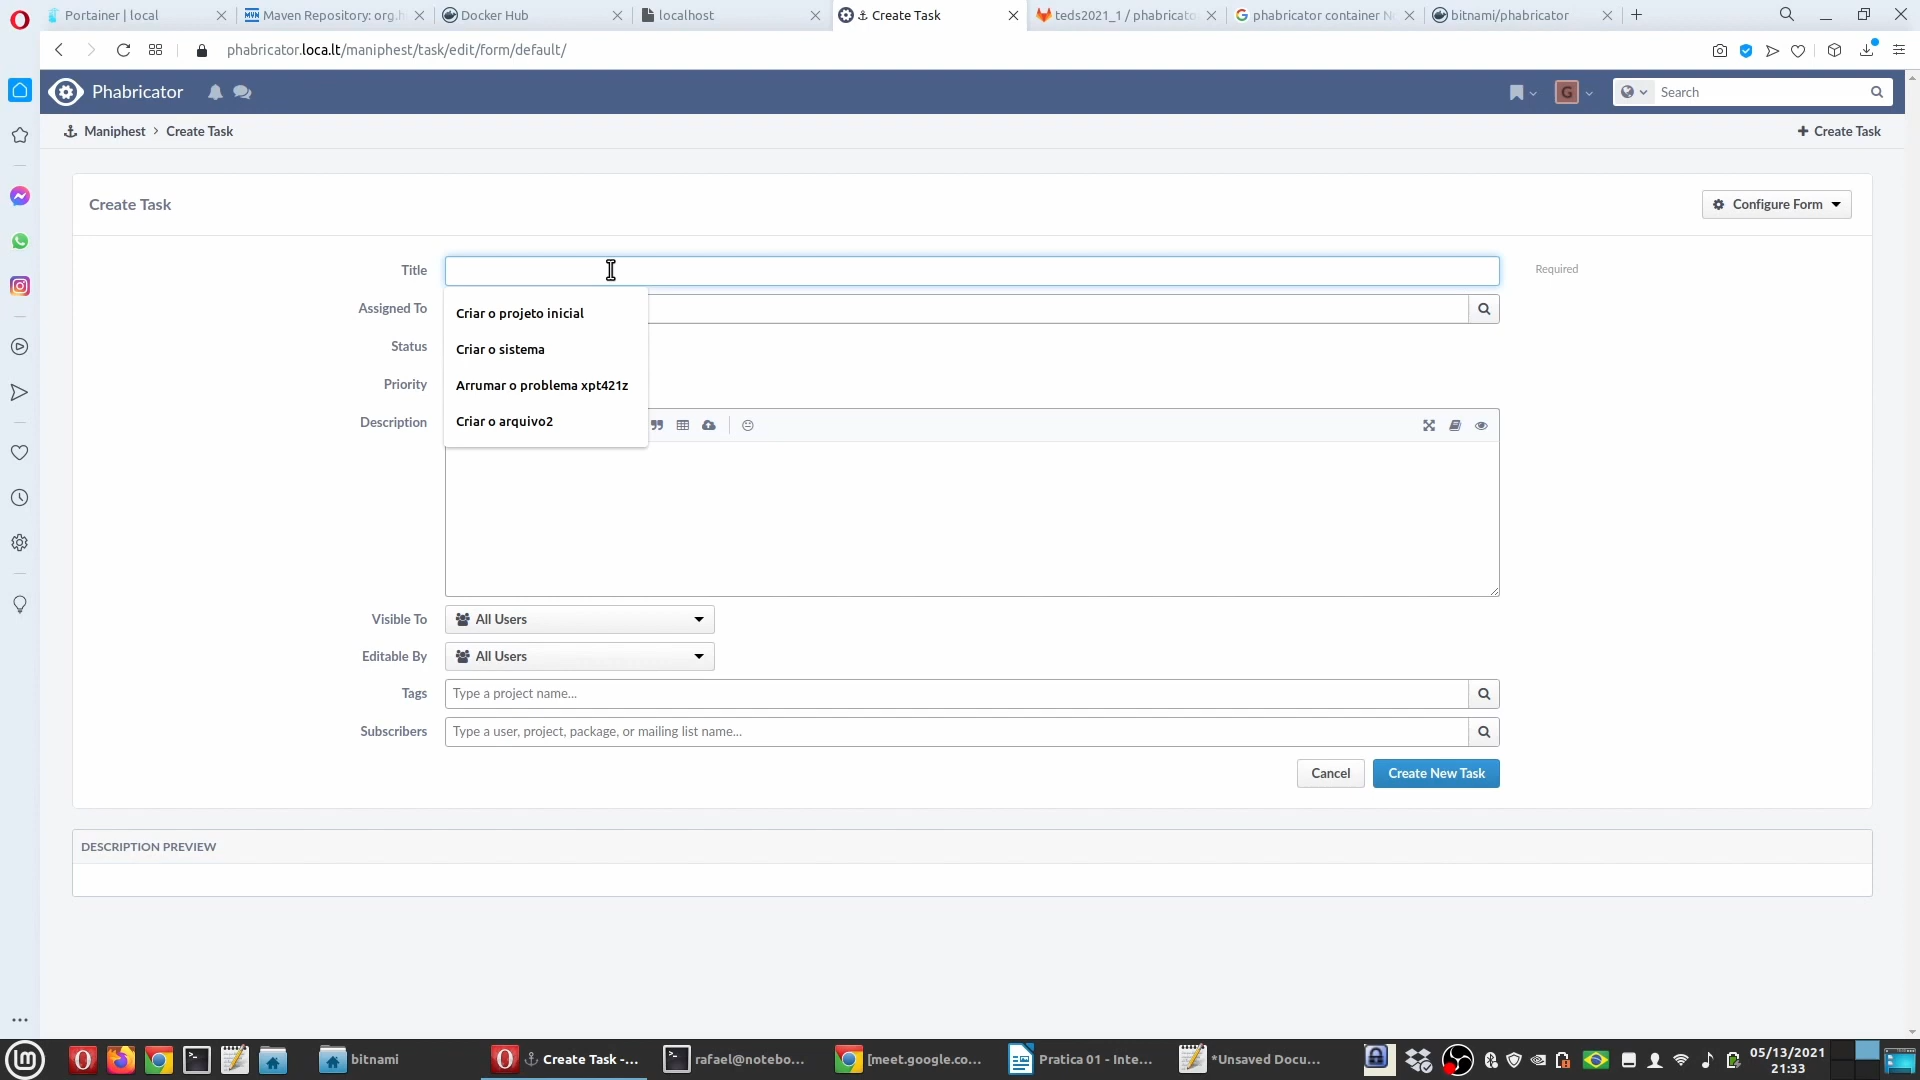 Portainer | local
Maven Repository: org.h
Docker Hub
localhost
Create Task
teds2021_1 / phabricato
phabricator container No
bitnami/phabricator
phabricator.loca.lt/maniphest/task/edit/form/default/
Phabricator
G
Search
Maniphest > Create Task
Create Task
Create Task
Configure Form
Title
Required
Criar o projeto inicial
Criar o sistema
Arrumar o problema xpt421z
Criar o arquivo2
Assigned To
Status
Priority
Description
Visible To
All Users
Editable By
All Users
Tags
Type a project name...
Subscribers
Type a user, project, package, or mailing list name...
Cancel
Create New Task
DESCRIPTION PREVIEW
bitnami
Create Task -...
rafael@notebo...
[meet.google.co...
Pratica 01 - Inte...
*Unsaved Docu...
05/13/2021
21:33